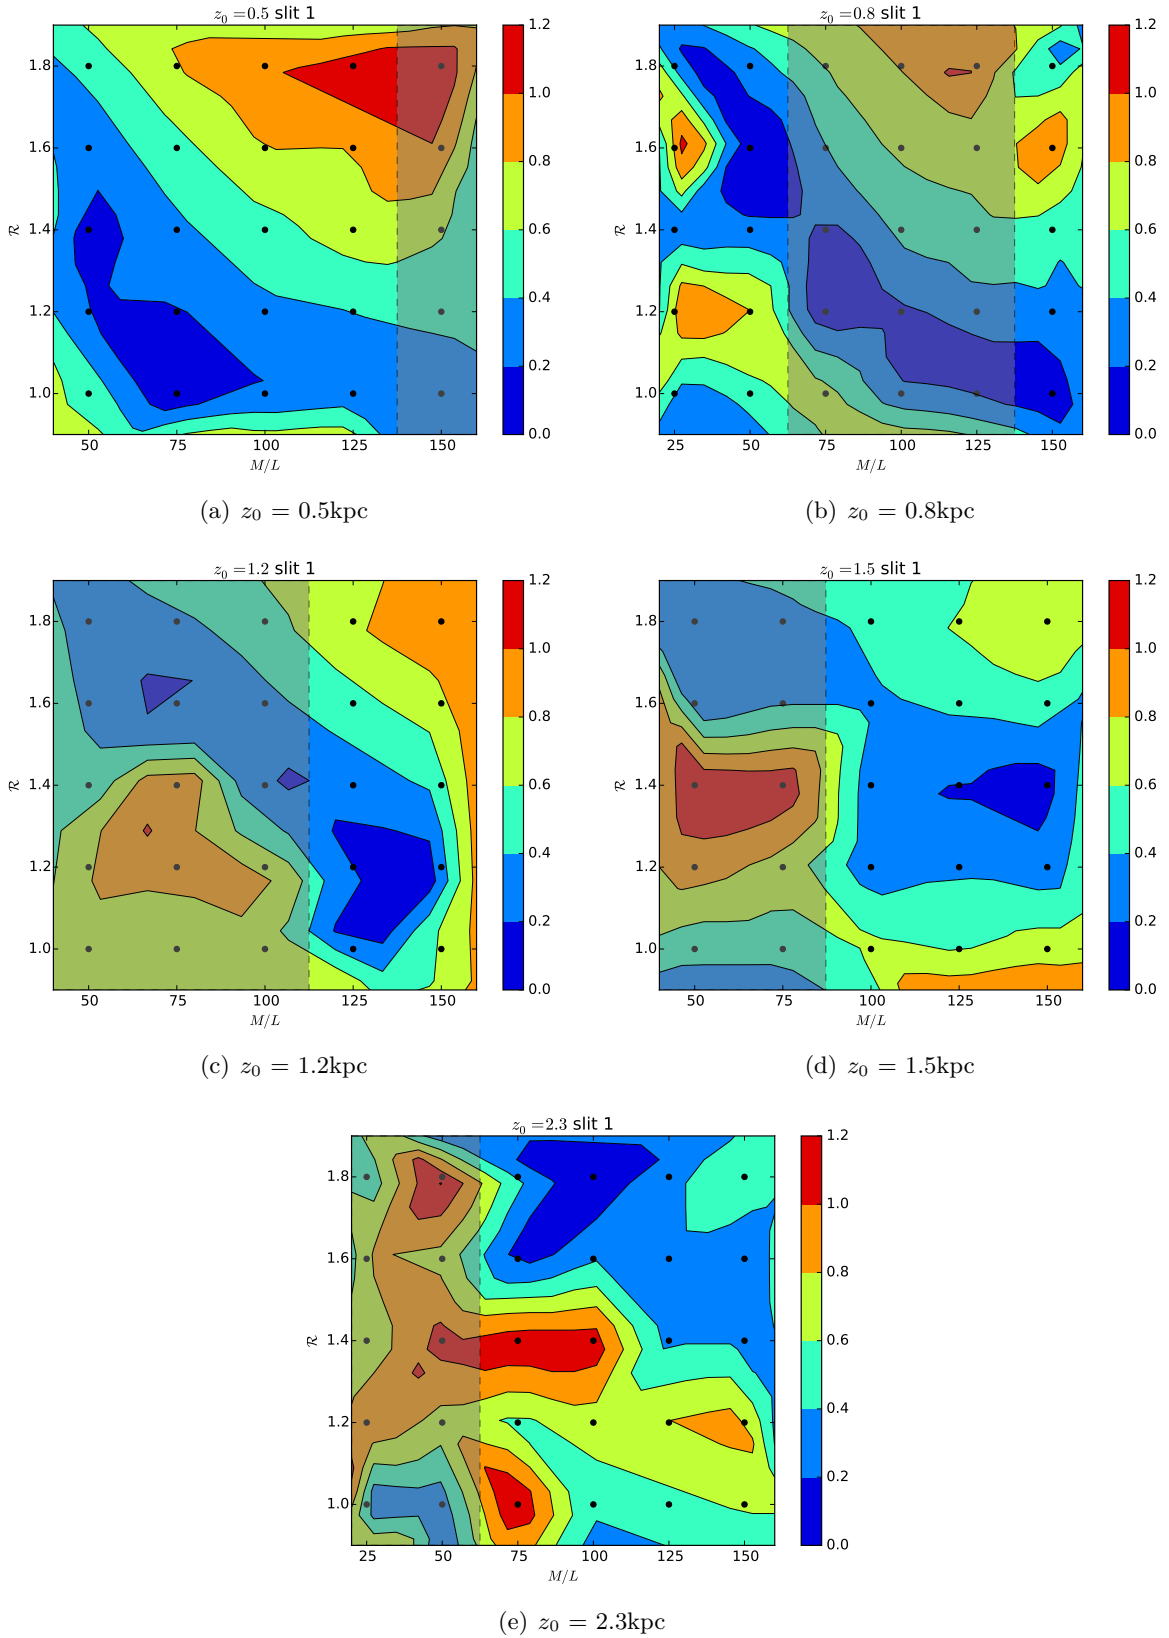 z₀ =0.5 slit 1
1.8
1.6
1.4
1.2
1.0
ℛ
50 75 100 125 150
M/L
1.2
1.0
0.8
0.6
0.4
0.2
0.0
(a) z₀ = 0.5kpc
z₀ =0.8 slit 1
1.8
1.6
1.4
1.2
1.0
ℛ
25 50 75 100 125 150
M/L
1.2
1.0
0.8
0.6
0.4
0.2
0.0
(b) z₀ = 0.8kpc
z₀ =1.2 slit 1
1.8
1.6
1.4
1.2
1.0
ℛ
50 75 100 125 150
M/L
1.2
1.0
0.8
0.6
0.4
0.2
0.0
(c) z₀ = 1.2kpc
z₀ =1.5 slit 1
1.8
1.6
1.4
1.2
1.0
ℛ
50 75 100 125 150
M/L
1.2
1.0
0.8
0.6
0.4
0.2
0.0
(d) z₀ = 1.5kpc
z₀ =2.3 slit 1
1.8
1.6
1.4
1.2
1.0
ℛ
25 50 75 100 125 150
M/L
1.2
1.0
0.8
0.6
0.4
0.2
0.0
(e) z₀ = 2.3kpc